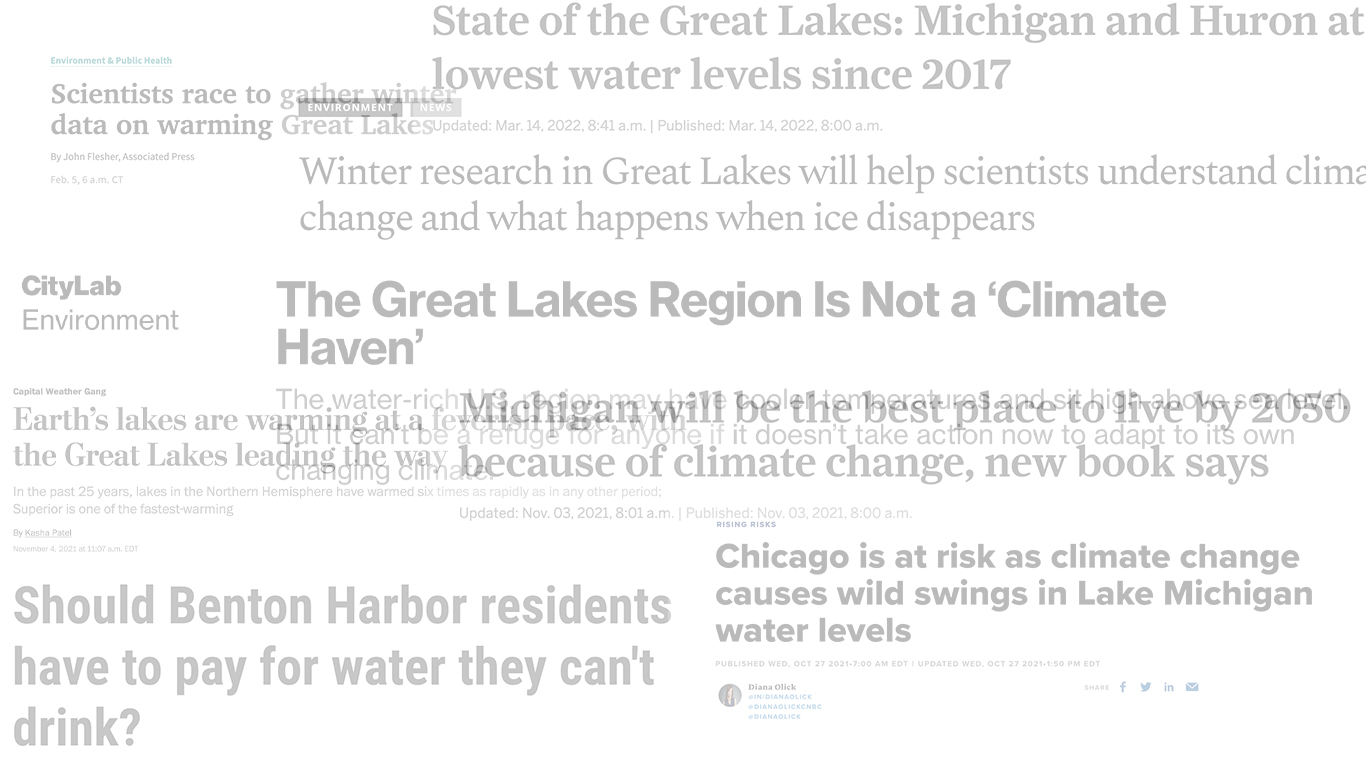 State of the Great Lakes: Michigan and Huron at
lowest water levels since 2017
Updated: Mar. 14, 2022, 8:41 a.m. | Published: Mar. 14, 2022, 8:00 a.m.
Environment & Public Health
Scientists race to gather winter
data on warming Great Lakes
By John Flesher, Associated Press
Feb. 5, 6 a.m. CT
ENVIRONMENT NEWS
Winter research in Great Lakes will help scientists understand clima
change and what happens when ice disappears
CityLab
Environment
The Great Lakes Region Is Not a ‘Climate
Haven’
The water-rich U.S. region may have cooler temperatures and sit high above sea level.
But it can't be a refuge for anyone if it doesn't take action now to adapt to its own
changing climate.
Capital Weather Gang
Earth’s lakes are warming at a
the Great Lakes leading the way
In the past 25 years, lakes in the Northern Hemisphere have warmed six times as rapidly as in any other period;
Superior is one of the fastest-warming
By Kasha Patel
November 4, 2021 at 11:07 a.m. EDT
Michigan will be the best place to live by 2050
because of climate change, new book says
Updated: Nov. 03, 2021, 8:01 a.m. | Published: Nov. 03, 2021, 8:00 a.m.
Should Benton Harbor residents
have to pay for water they can't
drink?
RISING RISKS
Chicago is at risk as climate change
causes wild swings in Lake Michigan
water levels
PUBLISHED WED, OCT 27 2021•7:00 AM EDT / UPDATED WED, OCT 27 2021•1:50 PM EDT
Diana Olick
@IN/DIANAOLICK
@DIANAOLICKCNBC
@DIANAOLICK
SHARE